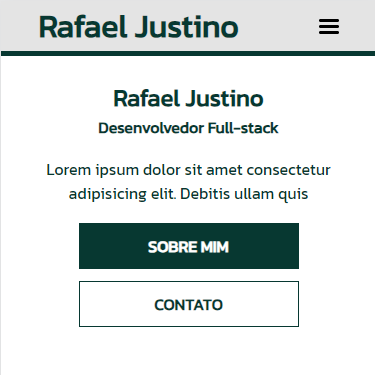 Rafael Justino
Rafael Justino
Desenvolvedor Full-stack
Lorem ipsum dolor sit amet consectetur
adipisicing elit. Debitis ullam quis
SOBRE MIM
CONTATO